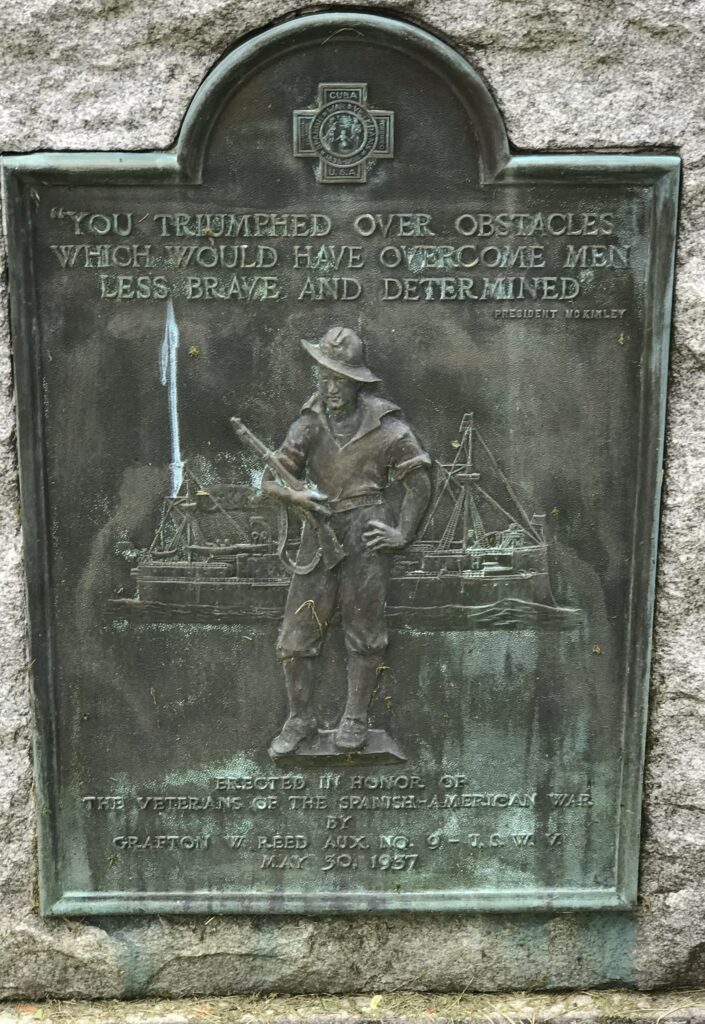 CUBA
U.S.A
"YOU TRIUMPHED OVER OBSTACLES
WHICH WOULD HAVE OVERCOME MEN
LESS BRAVE AND DETERMINED"
PRESIDENT MCKINLEY
ERECTED IN HONOR OF
THE VETERANS OF THE SPANISH-AMERICAN WAR
BY
GRAFTON W. REED AUX. NO. 9 - U.S.W.V.
MAY 30, 1937